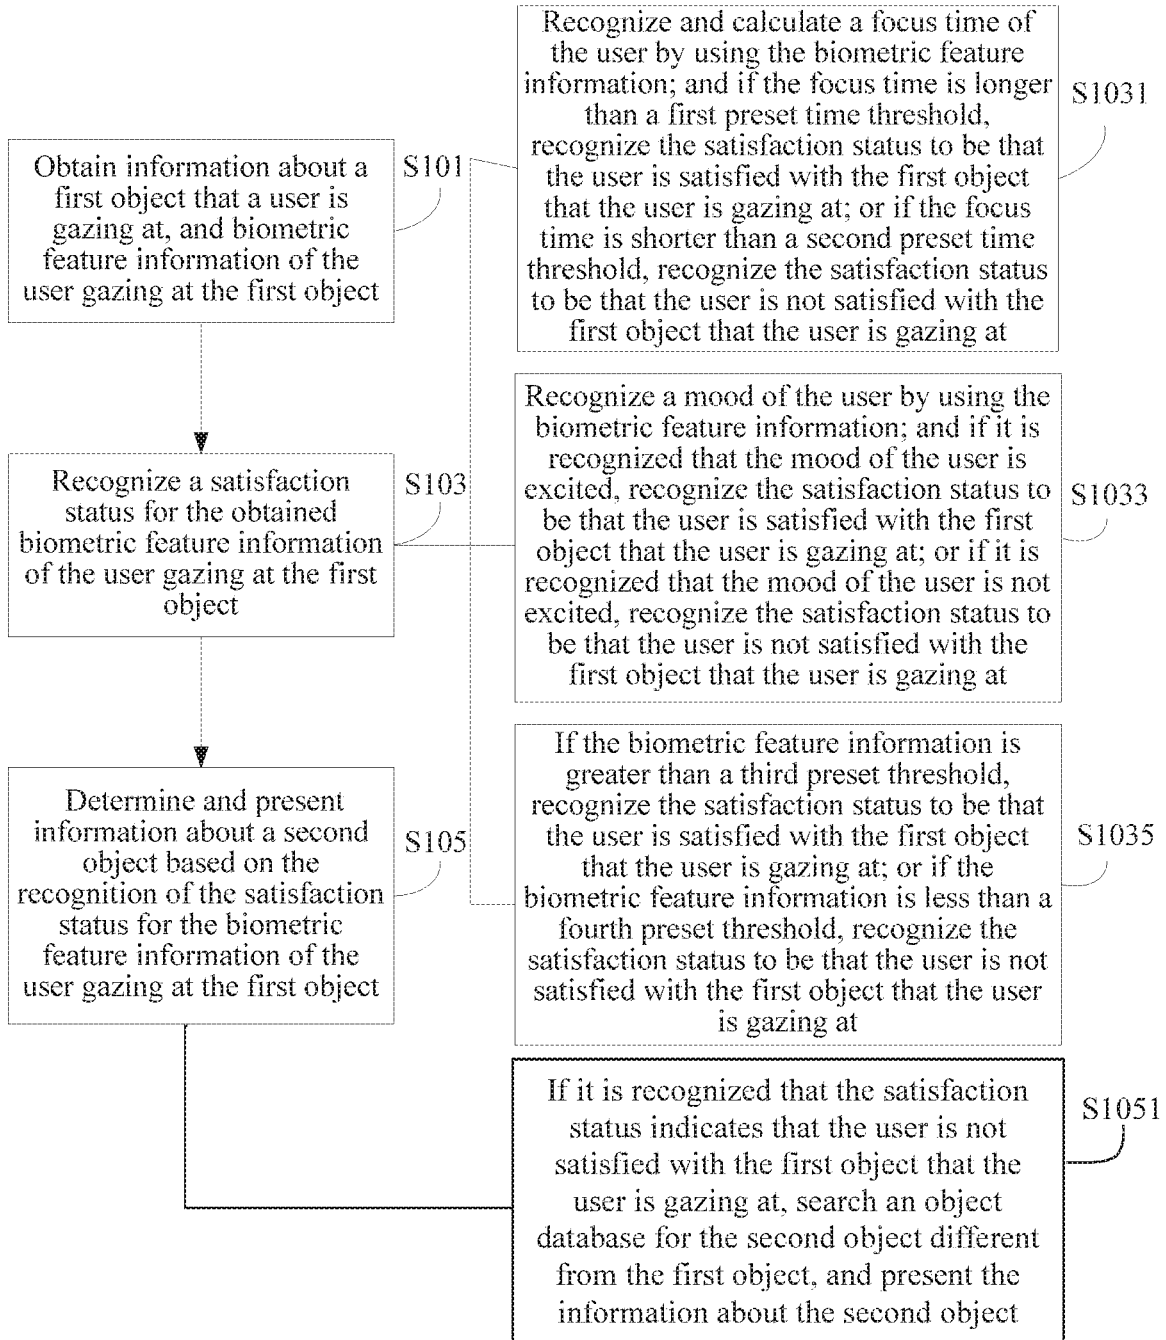 Obtain information about a
first object that a user is
gazing at, and biometric
feature information of the
user gazing at the first object
S101
Recognize a satisfaction
status for the obtained
biometric feature information
of the user gazing at the first
object
S103
Determine and present
information about a second
object based on the
recognition of the satisfaction
status for the biometric
feature information of the
user gazing at the first object
S105
Recognize and calculate a focus time of
the user by using the biometric feature
information; and if the focus time is longer
than a first preset time threshold,
recognize the satisfaction status to be that
the user is satisfied with the first object
that the user is gazing at; or if the focus
time is shorter than a second preset time
threshold, recognize the satisfaction status
to be that the user is not satisfied with the
first object that the user is gazing at
S1031
Recognize a mood of the user by using the
biometric feature information; and if it is
recognized that the mood of the user is
excited, recognize the satisfaction status to
be that the user is satisfied with the first
object that the user is gazing at; or if it is
recognized that the mood of the user is not
excited, recognize the satisfaction status to
be that the user is not satisfied with the
first object that the user is gazing at
S1033
If the biometric feature information is
greater than a third preset threshold,
recognize the satisfaction status to be that
the user is satisfied with the first object
that the user is gazing at; or if the
biometric feature information is less than a
fourth preset threshold, recognize the
satisfaction status to be that the user is not
satisfied with the first object that the user
is gazing at
S1035
If it is recognized that the satisfaction
status indicates that the user is not
satisfied with the first object that the
user is gazing at, search an object
database for the second object different
from the first object, and present the
information about the second object
S1051